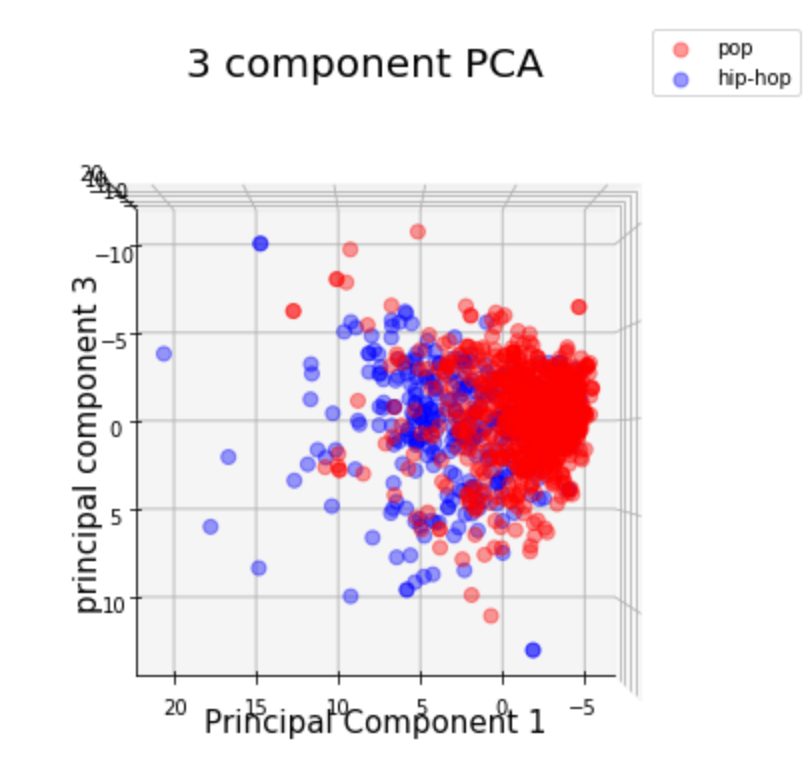 3 component PCA
pop
hip-hop
−10
−5
0
5
10
principal component 3
20
15
10
5
0
−5
Principal Component 1